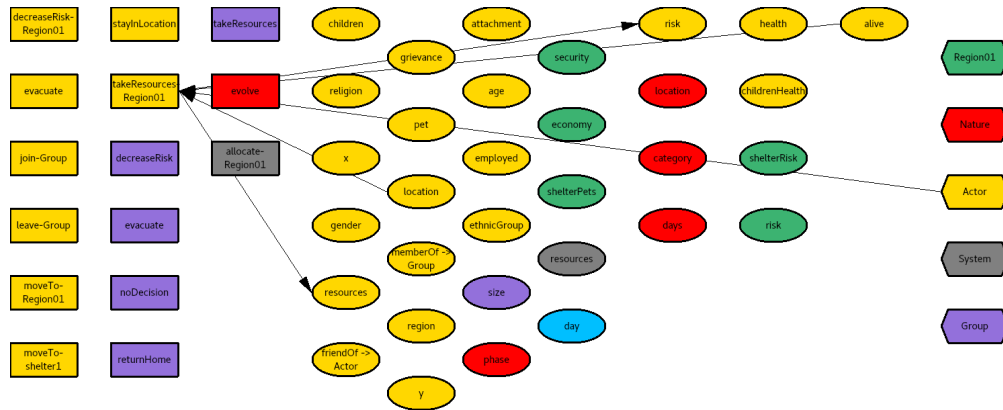 decreaseRisk-
Region01
stayInLocation
takeResources
children
attachment
risk
health
alive
grievance
security
Region01
evacuate
takeResources-
Region01
evolve
religion
age
location
childrenHealth
pet
economy
Nature
join-Group
decreaseRisk
allocate-
Region01
x
employed
category
shelterRisk
location
shelterPets
Actor
leave-Group
evacuate
gender
ethnicGroup
days
risk
memberOf ->
Group
resources
System
moveTo-
Region01
noDecision
resources
size
region
day
Group
moveTo-
shelter1
returnHome
friendOf ->
Actor
phase
y